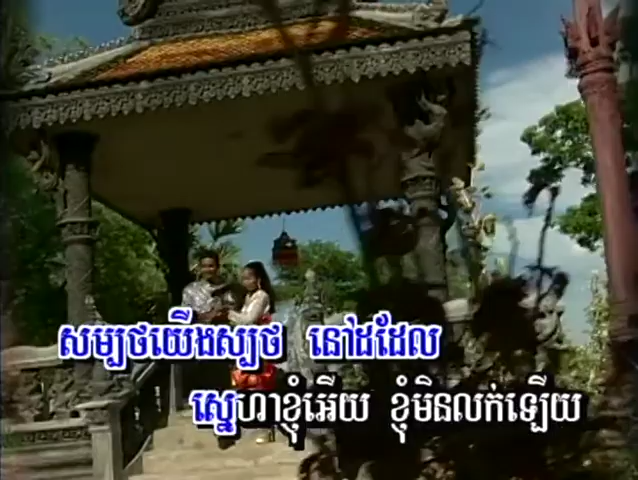 សម្បថយើងស្បថ នៅដដែល
ស្នេហាខ្ញុំអើយ ខ្ញុំមិនលក់ឡើយ